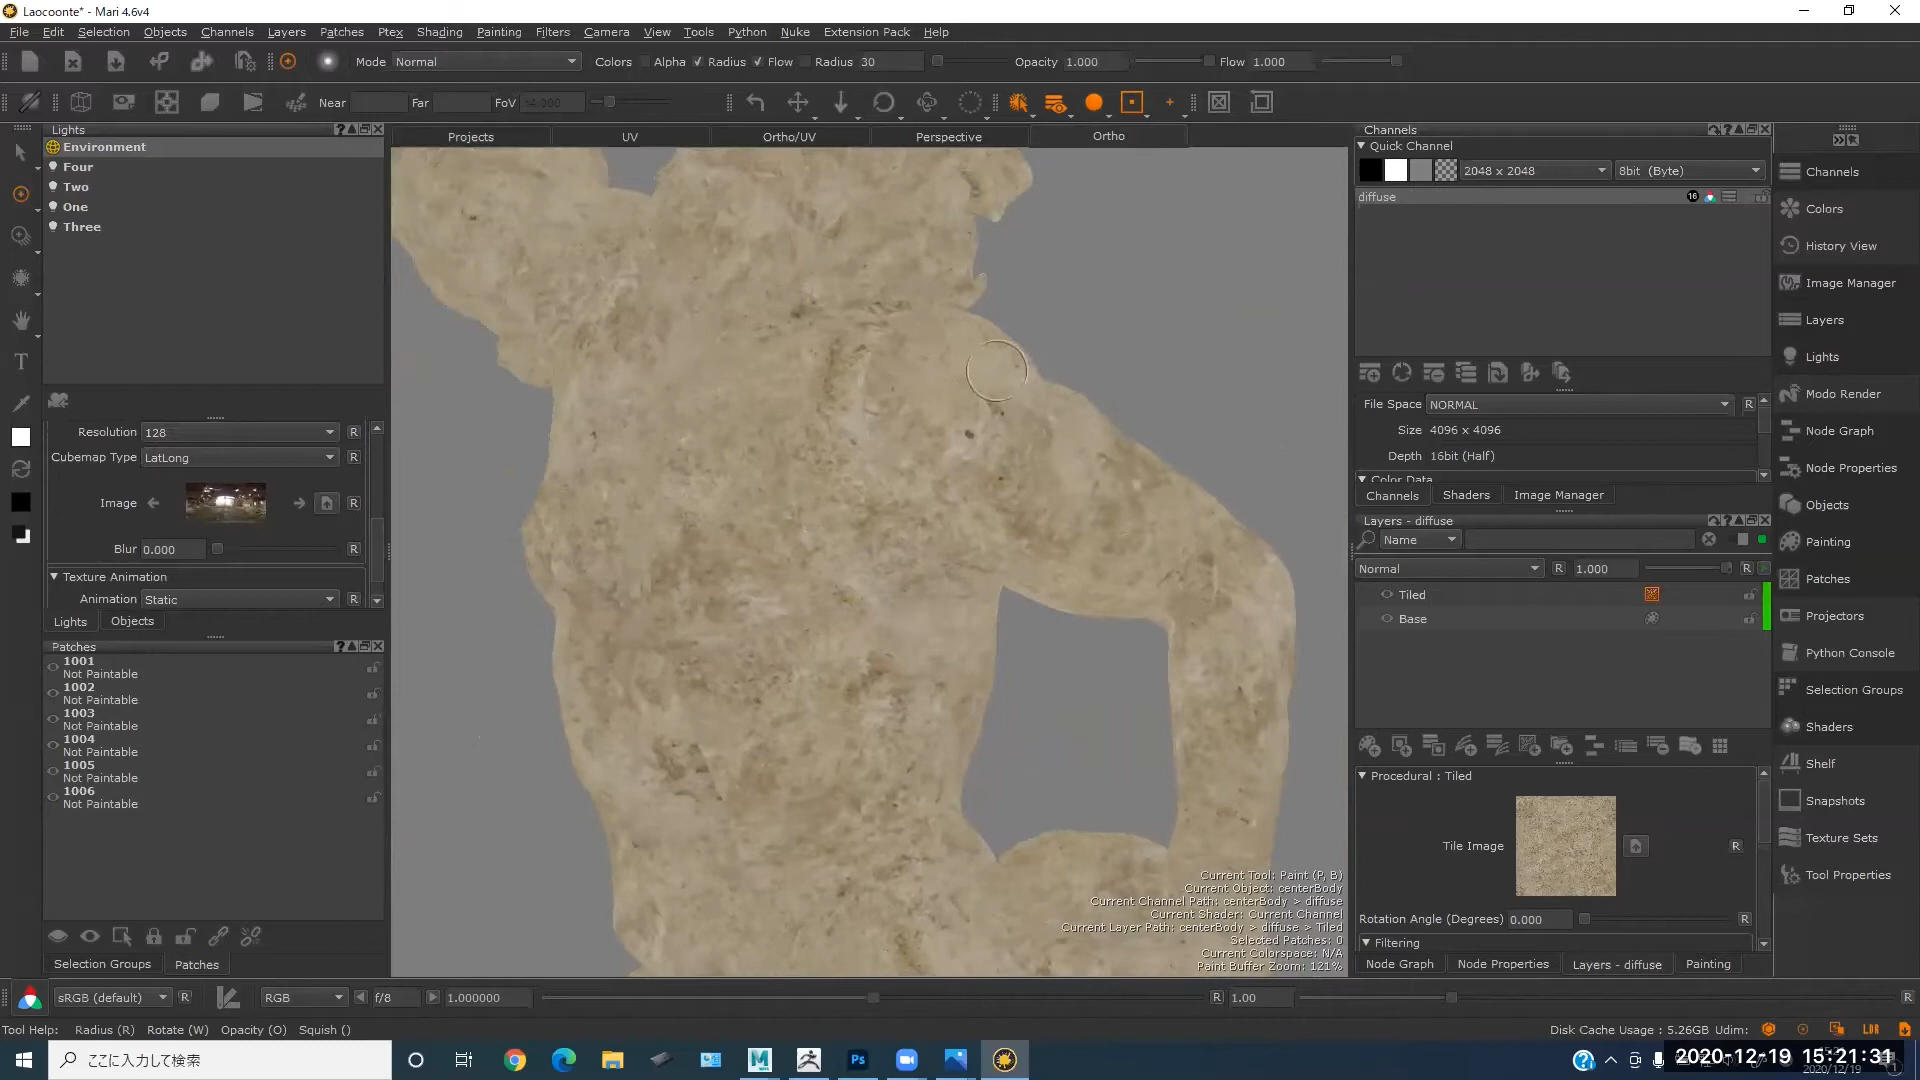 Laocoonte* - Mari 4.6v4
File Edit Selection Objects Channels Layers Patches Ptex Shading Painting Filters Camera View Tools Python Nuke Extension Pack Help
Mode Normal Colors Alpha Radius Flow Radius 30 Opacity 1.000 Flow 1.000
Near Far FoV
Lights
Environment
Four
Two
One
Three
Resolution 128 R
Cubemap Type LatLong R
Image R
Blur 0.000 R
Texture Animation
Animation Static R
Lights Objects
Patches
1001
Not Paintable
1002
Not Paintable
1003
Not Paintable
1004
Not Paintable
1005
Not Paintable
1006
Not Paintable
Selection Groups Patches
Projects UV Ortho/UV Perspective Ortho
Current Tool: Paint (P, B)
Current Object: centerBody
Current Channel Path: centerBody > diffuse
Current Shader: Current Channel
Current Layer Path: centerBody > diffuse > Tiled
Selected Patches: 0
Current Colorspace: N/A
Paint Buffer Zoom: 121%
Channels
Quick Channel
2048 x 2048 8bit (Byte)
diffuse 16
File Space NORMAL R
Size 4096 x 4096
Depth 16bit (Half)
Color Data
Channels Shaders Image Manager
Layers - diffuse
Name
Normal R 1.000 R
Tiled
Base
Procedural : Tiled
Tile Image R
Rotation Angle (Degrees) 0.000 R
Filtering
Node Graph Node Properties Layers - diffuse Painting
Channels
Colors
History View
Image Manager
Layers
Lights
Modo Render
Node Graph
Node Properties
Objects
Painting
Patches
Projectors
Python Console
Selection Groups
Shaders
Shelf
Snapshots
Texture Sets
Tool Properties
sRGB (default) R RGB f/8 1.000000 R 1.00 R
Tool Help: Radius (R) Rotate (W) Opacity (O) Squish () Disk Cache Usage : 5.26GB Udim: LDR
ここに入力して検索
2020-12-19 15:21:31
2020/12/19